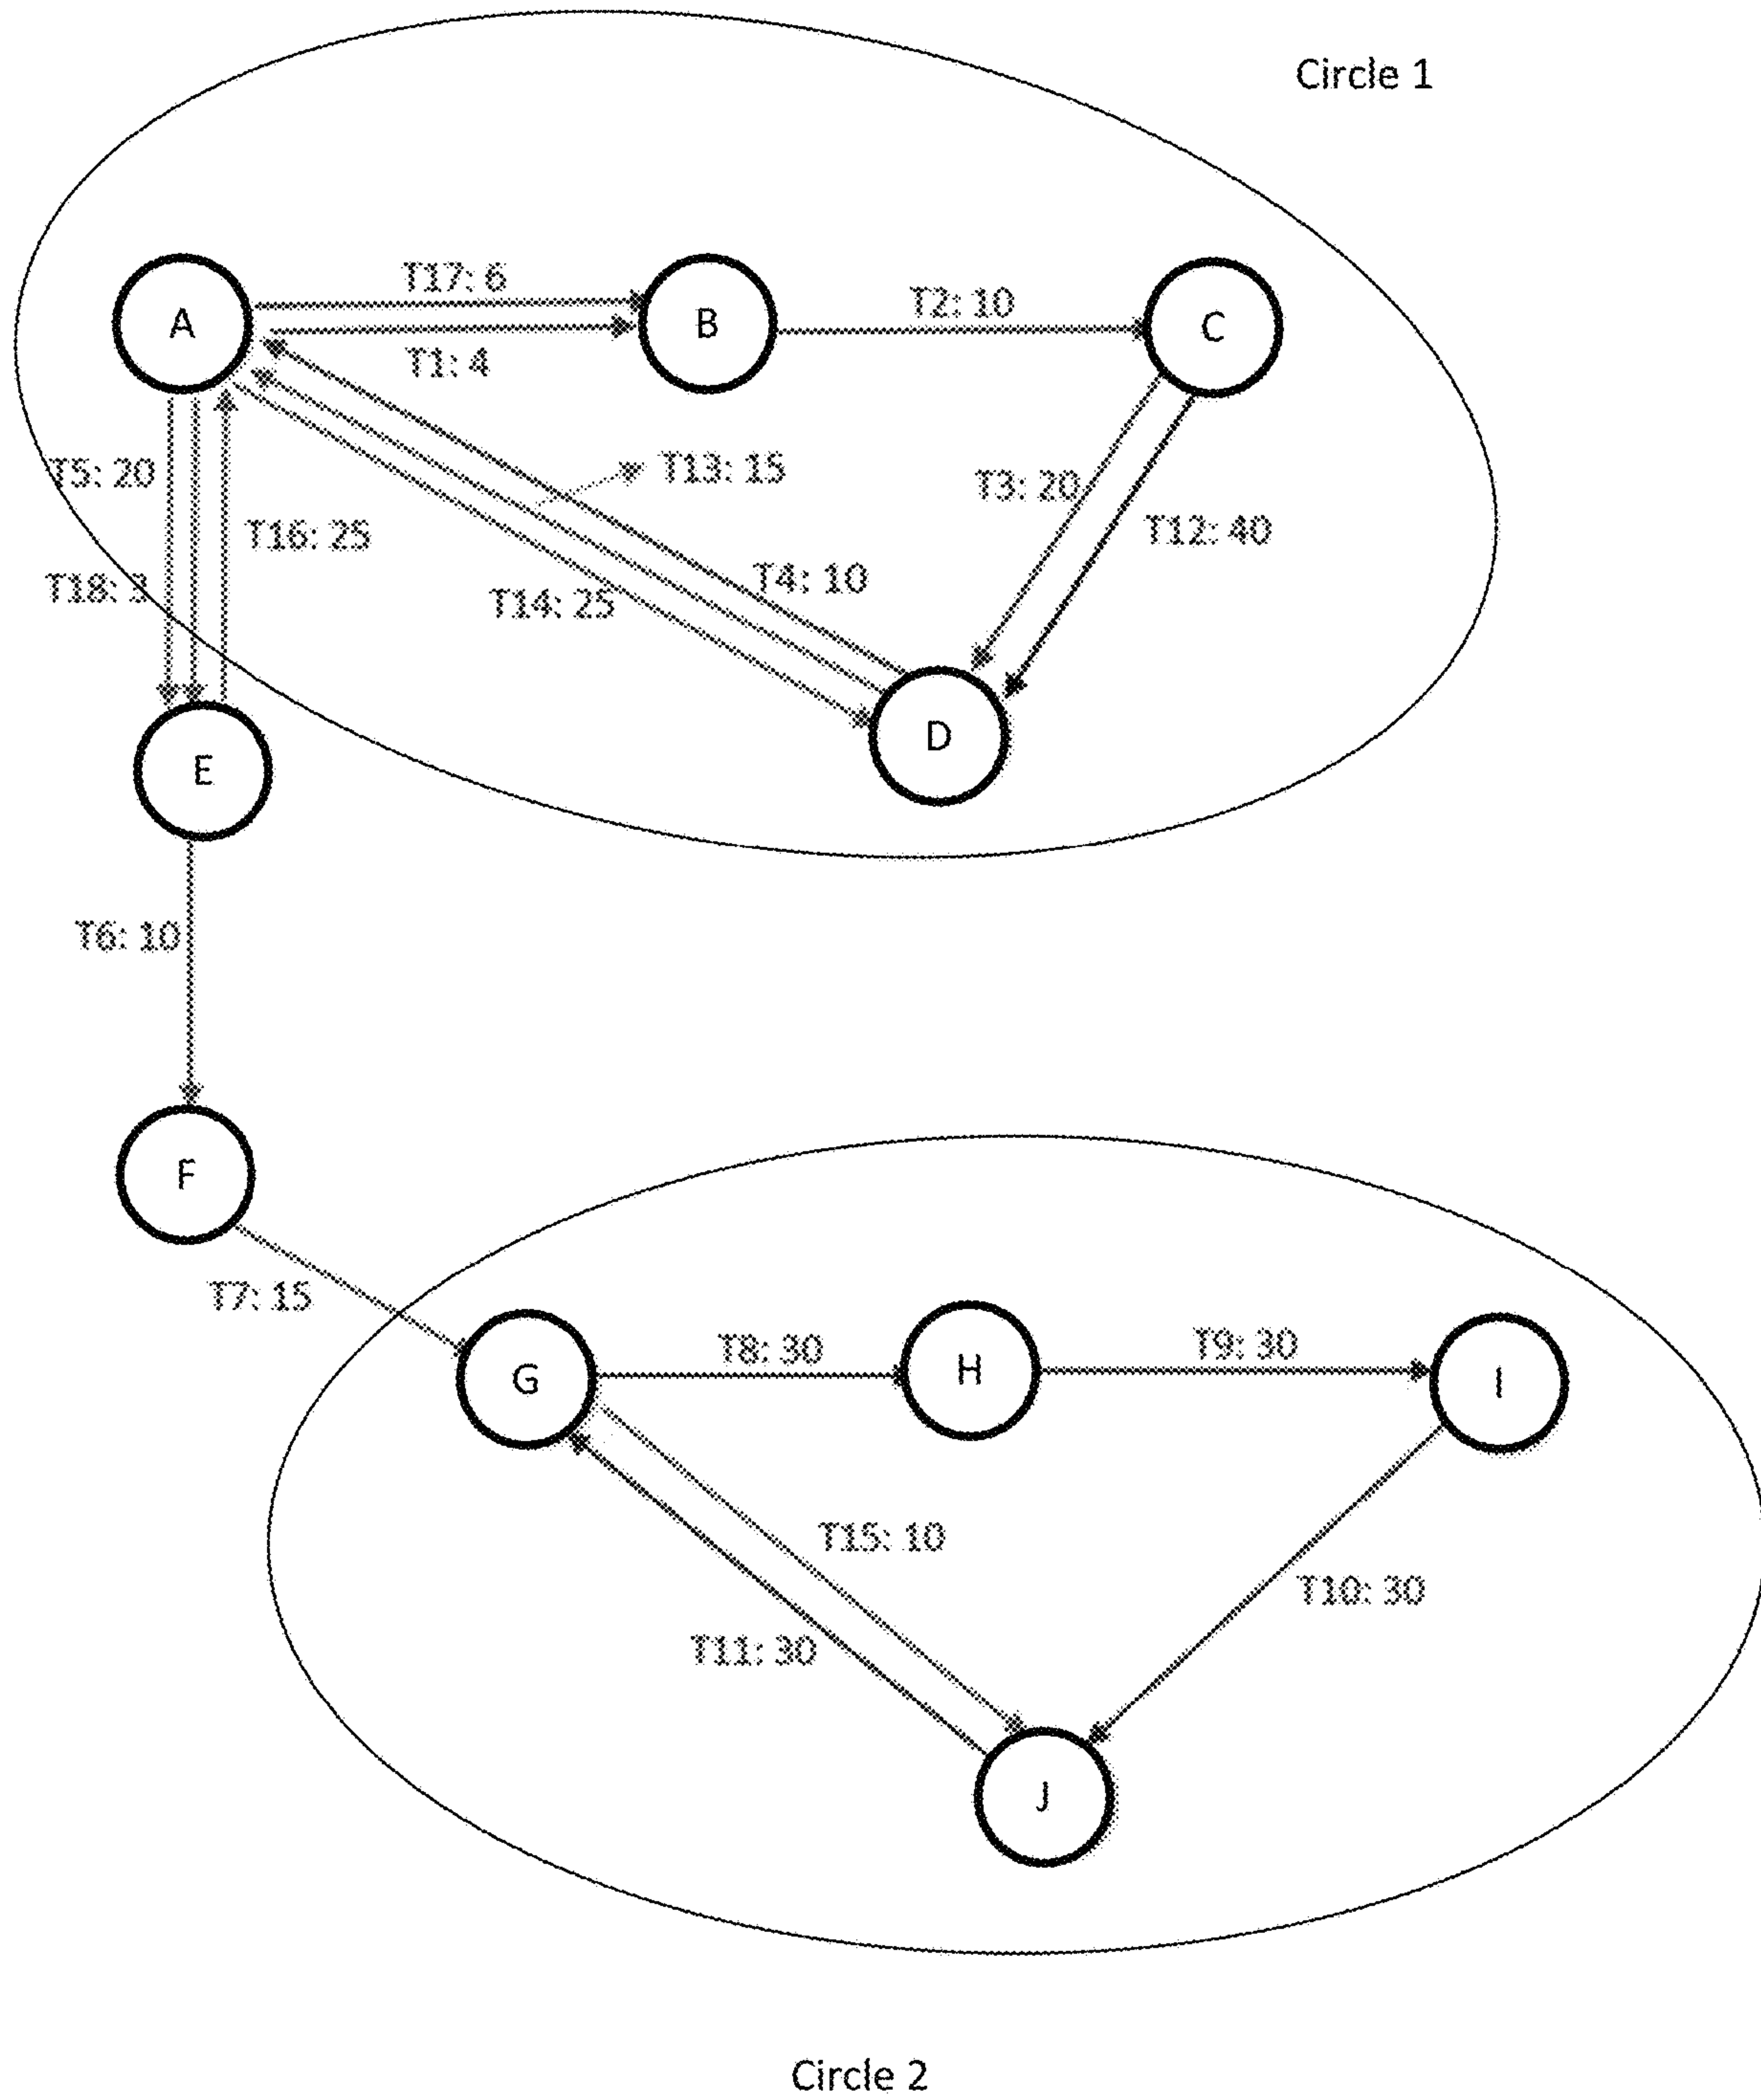 Circle 1
T17: 6
A
B
T2: 10
C
T1: 4
T5: 20
T13: 15
T3: 20
T16: 25
T12: 40
T18: 3
T14: 25
T4: 10
D
E
T6: 10
F
T7: 15
G
T8: 30
H
T9: 30
I
T15: 10
T10: 30
T11: 30
J
Circle 2